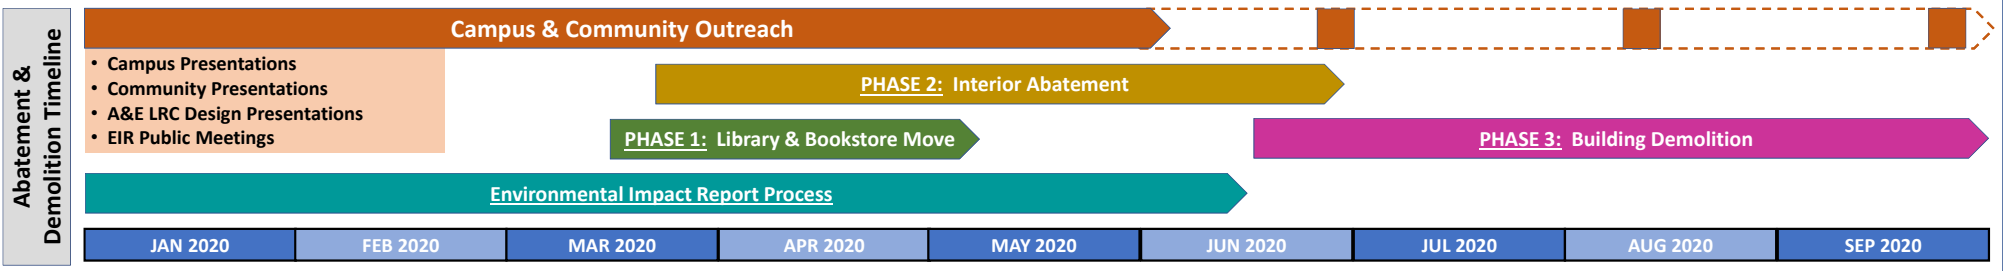 Abatement &
Demolition Timeline
Campus & Community Outreach
• Campus Presentations
• Community Presentations
• A&E LRC Design Presentations
• EIR Public Meetings
PHASE 2: Interior Abatement
PHASE 1: Library & Bookstore Move
PHASE 3: Building Demolition
Environmental Impact Report Process
JAN 2020 FEB 2020 MAR 2020 APR 2020 MAY 2020 JUN 2020 JUL 2020 AUG 2020 SEP 2020